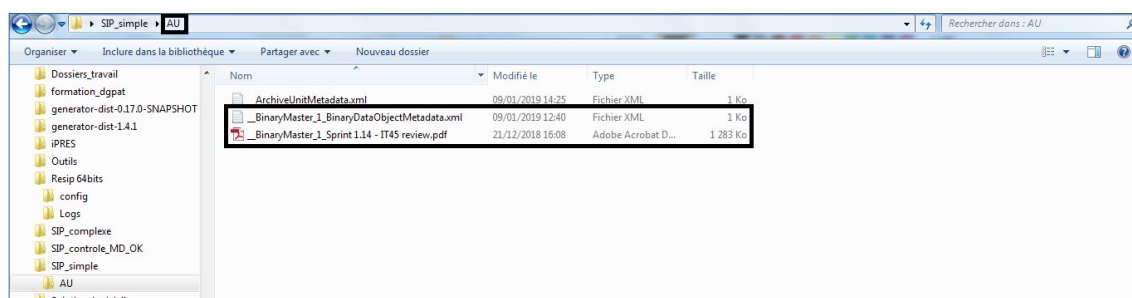 SIP_simple AU Rechercher dans : AU
Organiser Inclure dans la bibliothèque Partager avec Nouveau dossier
Dossiers_travail
formation_dgpat
generator-dist-0.17.0-SNAPSHOT
generator-dist-1.4.1
iPRES
Outils
Resip 64bits
config
Logs
SIP_complexe
SIP_controle_MD_OK
SIP_simple
AU
Nom Modifié le Type Taille
__ArchiveUnitMetadata.xml 09/01/2019 14:25 Fichier XML 1 Ko
__BinaryMaster_1_BinaryDataObjectMetadata.xml 09/01/2019 12:40 Fichier XML 1 Ko
__BinaryMaster_1_Sprint 1.14 - IT45 review.pdf 21/12/2018 16:08 Adobe Acrobat D... 1 283 Ko